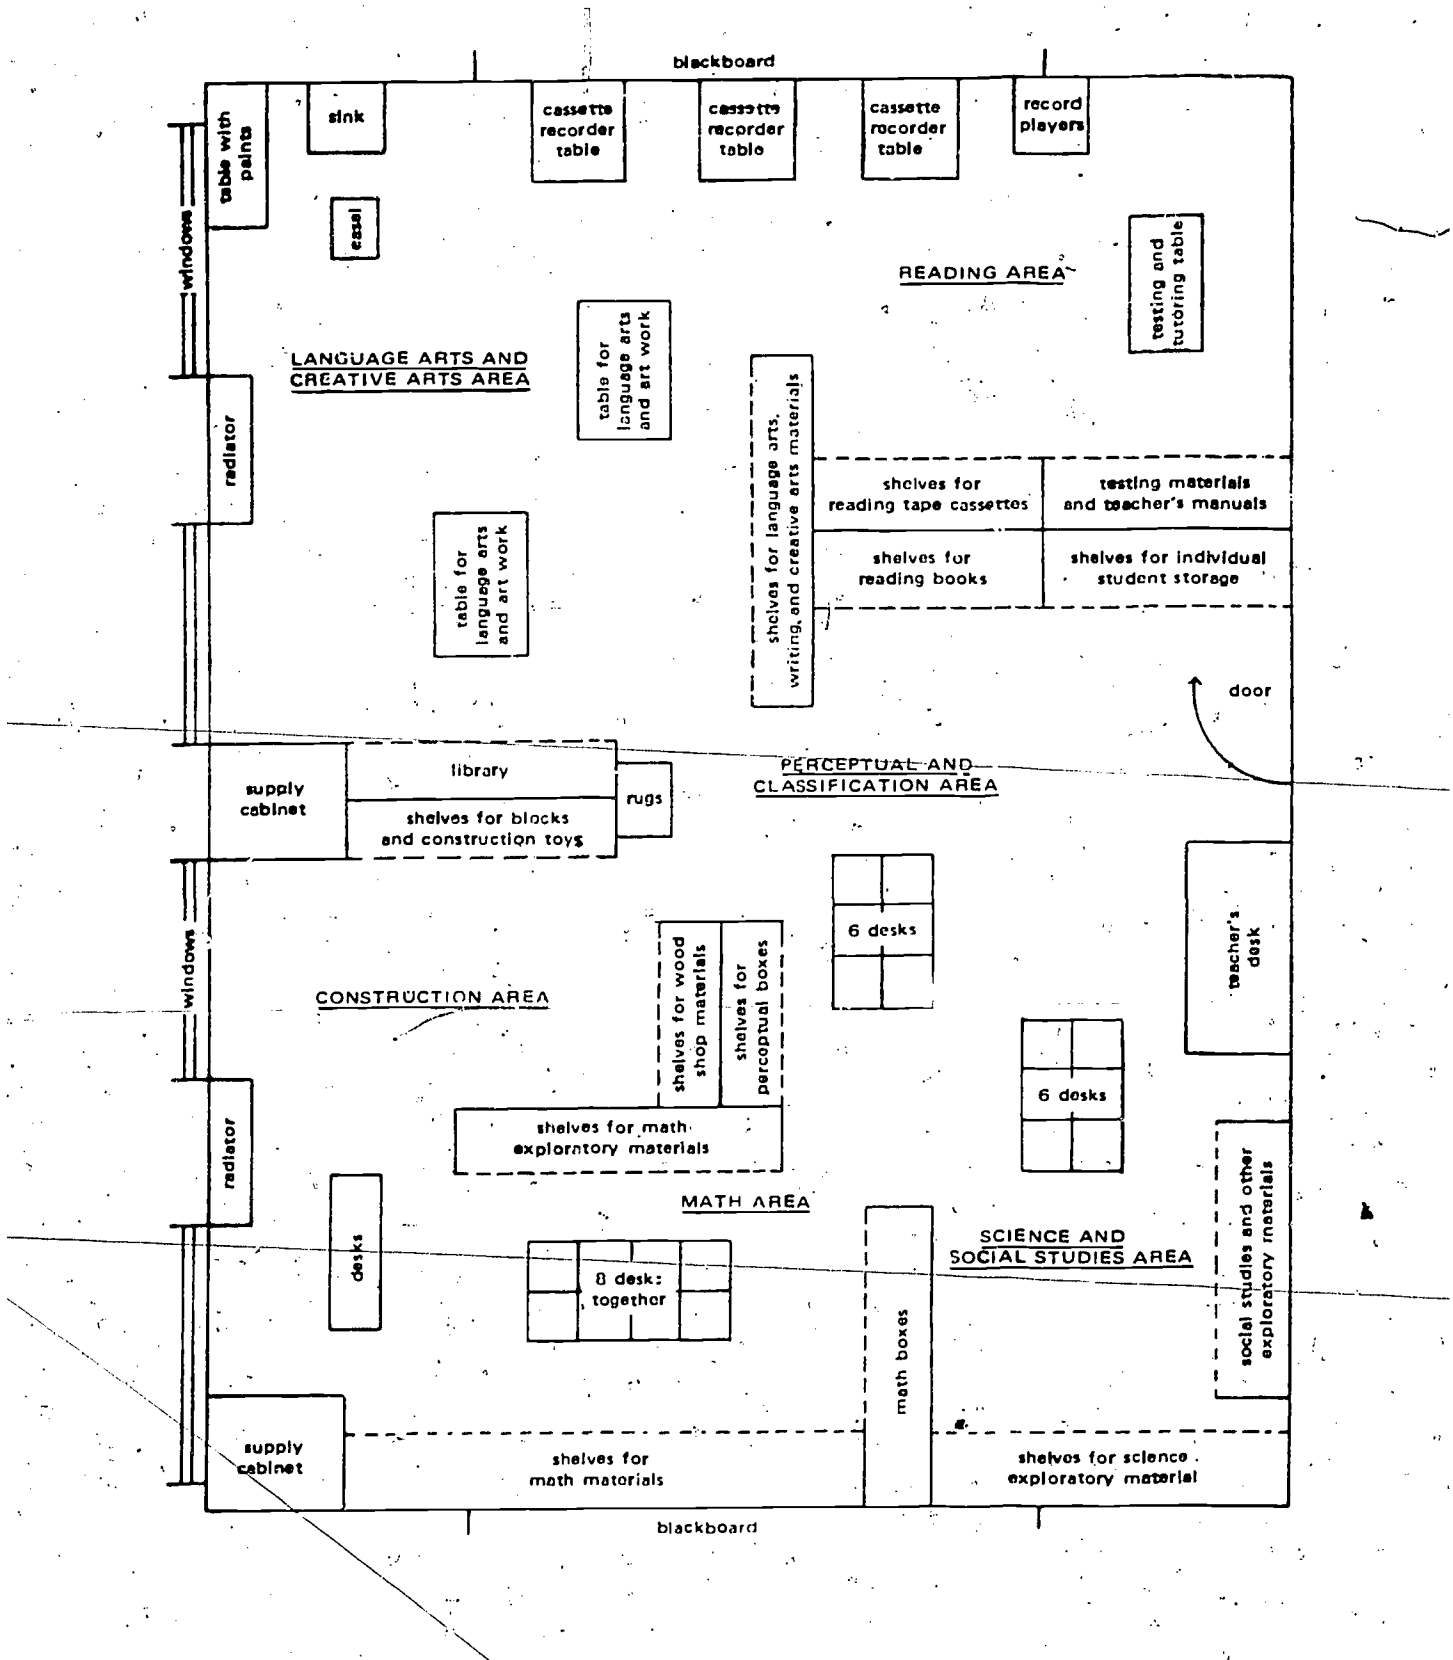 blackboard
table with
paints
sink
cassette
recorder
table
cassette
recorder
table
cassette
recorder
table
record
players
windows
easel
READING AREA
testing and
tutoring table
LANGUAGE ARTS AND
CREATIVE ARTS AREA
table for
language arts
and art work
radiator
shelves for language arts,
writing, and creative arts materials
shelves for
reading tape cassettes
testing materials
and teacher's manuals
table for
language arts
and art work
shelves for
reading books
shelves for individual
student storage
door
supply
cabinet
library
shelves for blocks
and construction toys
rugs
PERCEPTUAL AND
CLASSIFICATION AREA
6 desks
teacher's
desk
windows
CONSTRUCTION AREA
shelves for wood
shop materials
shelves for
perceptual boxes
6 desks
radiator
shelves for math
exploratory materials
MATH AREA
desks
8 desk:
together
math boxes
SCIENCE AND
SOCIAL STUDIES AREA
social studies and other
exploratory materials
supply
cabinet
shelves for
math materials
shelves for science
exploratory material
blackboard